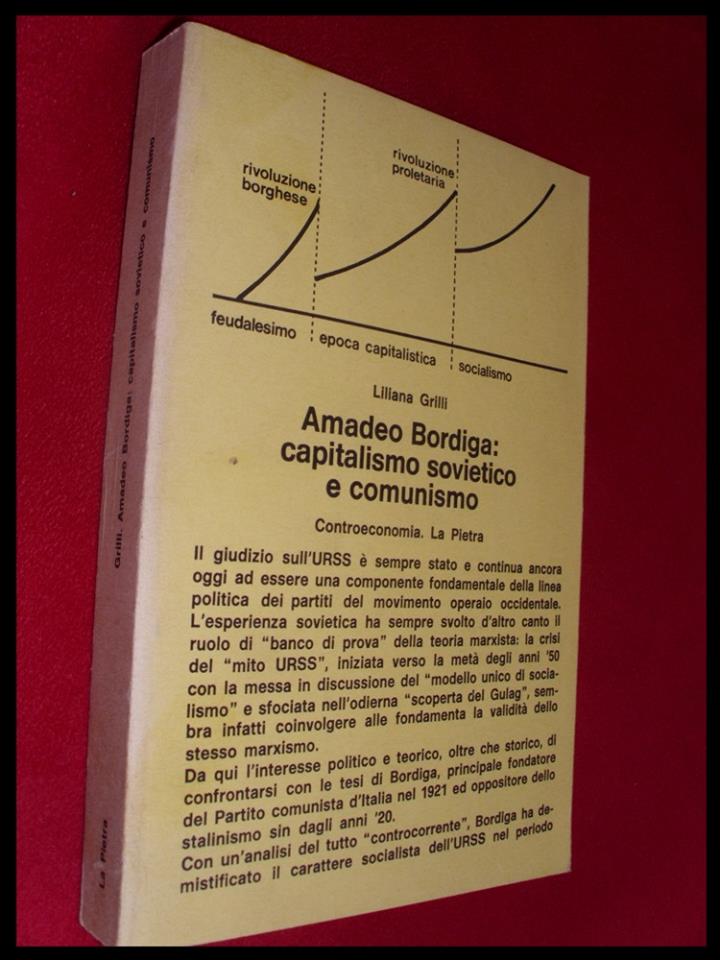 rivoluzione
borghese
rivoluzione
proletaria
feudalesimo
epoca capitalistica
socialismo
Liliana Grilli
Amadeo Bordiga:
capitalismo sovietico
e comunismo
Controeconomia. La Pietra
Il giudizio sull'URSS è sempre stato e continua ancora
oggi ad essere una componente fondamentale della linea
politica dei partiti del movimento operaio occidentale.
L'esperienza sovietica ha sempre svolto d'altro canto il
ruolo di "banco di prova" della teoria marxista: la crisi
del "mito URSS", iniziata verso la metà degli anni '50
con la messa in discussione del "modello unico di socia-
lismo" e sfociata nell'odierna "scoperta del Gulag", sem-
bra infatti coinvolgere alle fondamenta la validità dello
stesso marxismo.
Da qui l'interesse politico e teorico, oltre che storico, di
confrontarsi con le tesi di Bordiga, principale fondatore
del Partito comunista d'Italia nel 1921 ed oppositore dello
stalinismo sin dagli anni '20.
Con un'analisi del tutto "controcorrente", Bordiga ha de-
mistificato il carattere socialista dell'URSS nel periodo
Grilli. Amadeo Bordiga: capitalismo sovietico e comunismo
La Pietra